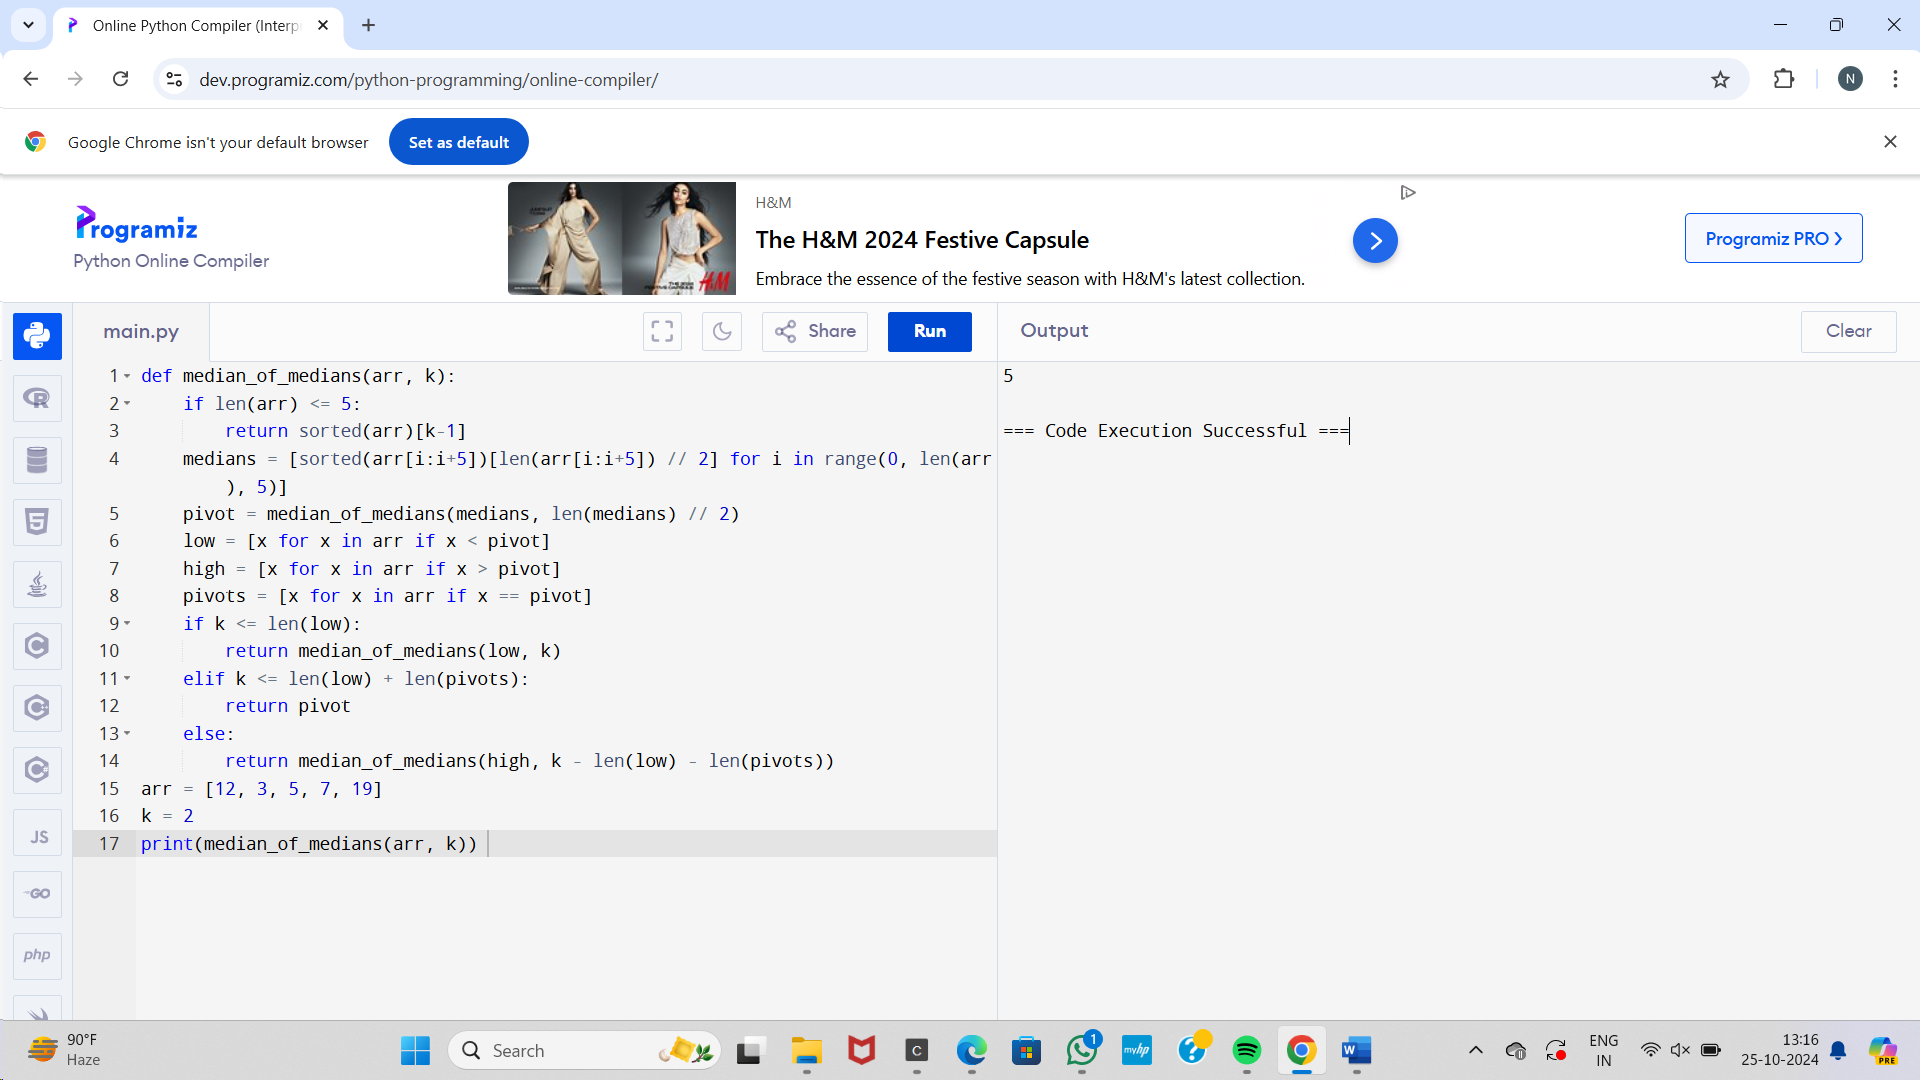 Online Python Compiler (Interp
dev.programiz.com/python-programming/online-compiler/
N
Google Chrome isn't your default browser
Set as default
H&M
The H&M 2024 Festive Capsule
Embrace the essence of the festive season with H&M's latest collection.
H&M
Programiz
Python Online Compiler
Programiz PRO
main.py
Share
Run
Output
Clear
1 def median_of_medians(arr, k):
2     if len(arr) <= 5:
3         return sorted(arr)[k-1]
4     medians = [sorted(arr[i:i+5])[len(arr[i:i+5]) // 2] for i in range(0, len(arr
        ), 5)]
5     pivot = median_of_medians(medians, len(medians) // 2)
6     low = [x for x in arr if x < pivot]
7     high = [x for x in arr if x > pivot]
8     pivots = [x for x in arr if x == pivot]
9     if k <= len(low):
10         return median_of_medians(low, k)
11     elif k <= len(low) + len(pivots):
12         return pivot
13     else:
14         return median_of_medians(high, k - len(low) - len(pivots))
15 arr = [12, 3, 5, 7, 19]
16 k = 2
17 print(median_of_medians(arr, k))
5
=== Code Execution Successful ===
R
5
C
C
C
JS
GO
php
90°F
Haze
Search
C
1
myhp
W
ENG
IN
13:16
25-10-2024
PRE